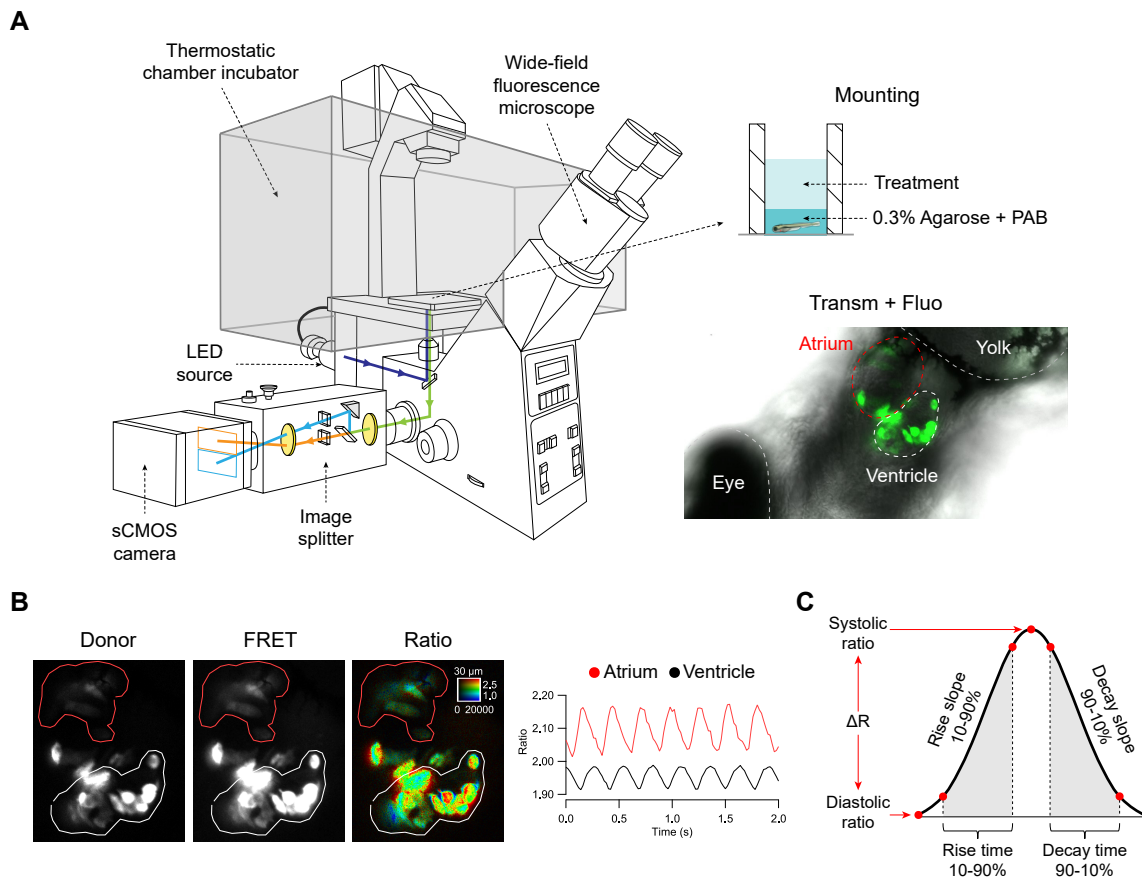 A
Thermostatic
chamber incubator
Wide-field
fluorescence
microscope
Mounting
Treatment
0.3% Agarose + PAB
LED
source
sCMOS
camera
Image
splitter
Transm + Fluo
Atrium
Yolk
Ventricle
Eye
B
Donor
FRET
Ratio
30 µm
2.5
1.0
0 20000
Atrium
Ventricle
2,20
2,10
2,00
1,90
Ratio
0.0
0.5
1.0
1.5
2.0
Time (s)
C
Systolic
ratio
ΔR
Diastolic
ratio
Rise slope
10-90%
Decay slope
90-10%
Rise time
10-90%
Decay time
90-10%